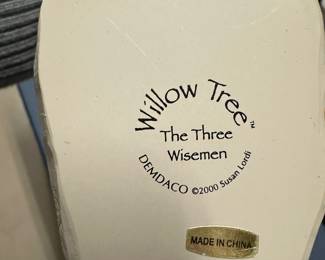 Willow Tree™
The Three
Wisemen
DEMDACO ©2000 Susan Lordi
MADE IN CHINA